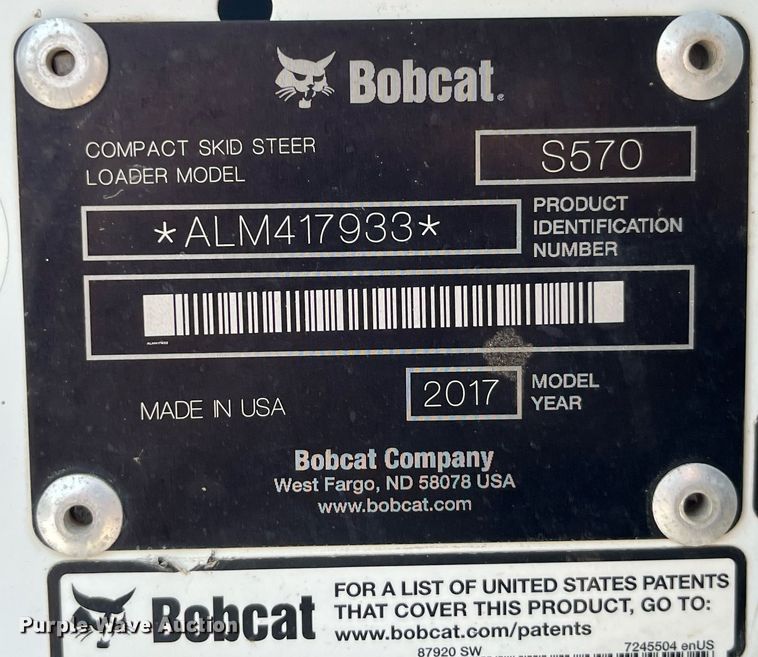 Bobcat®
COMPACT SKID STEER
LOADER MODEL
S570
*ALM417933*
PRODUCT
IDENTIFICATION
NUMBER
ALM417933
MADE IN USA
2017
MODEL
YEAR
Bobcat Company
West Fargo, ND 58078 USA
www.bobcat.com
Bobcat
FOR A LIST OF UNITED STATES PATENTS
THAT COVER THIS PRODUCT, GO TO:
www.bobcat.com/patents
87920 SW
7245504 enUS
Purple Wave Auction